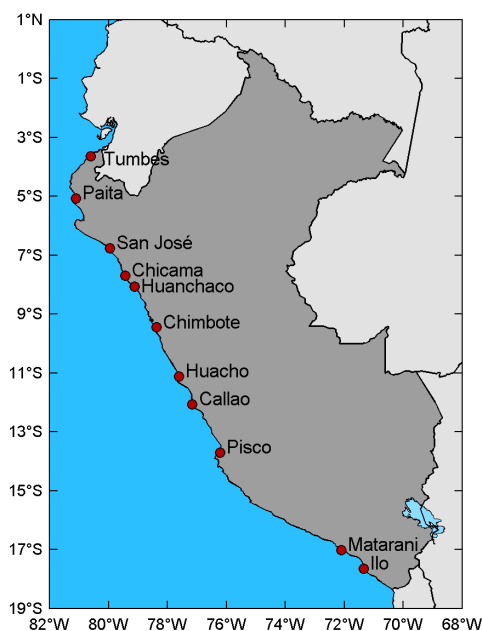 1°N
1°S
3°S
5°S
7°S
9°S
11°S
13°S
15°S
17°S
19°S
Tumbes
Paita
San José
Chicama
Huanchaco
Chimbote
Huacho
Callao
Pisco
Matarani
Ilo
82°W 80°W 78°W 76°W 74°W 72°W 70°W 68°W